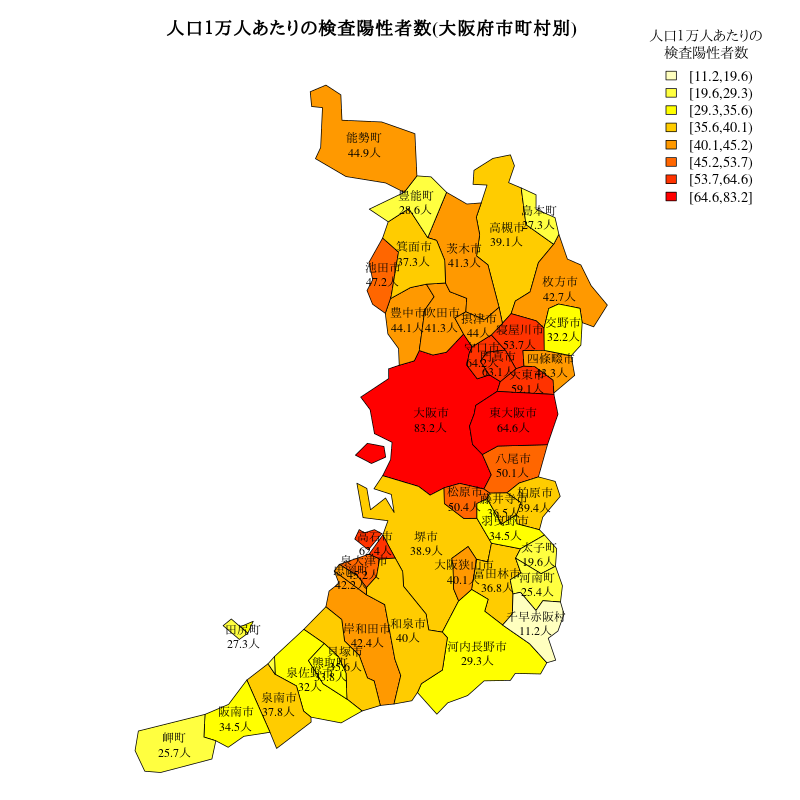 人口1万人あたりの検査陽性者数(大阪府市町村別)
人口1万人あたりの
検査陽性者数
[11.2,19.6)
[19.6,29.3)
[29.3,35.6)
[35.6,40.1)
[40.1,45.2)
[45.2,53.7)
[53.7,64.6)
[64.6,83.2]
能勢町
44.9人
豊能町
28.6人
島本町
27.3人
高槻市
39.1人
箕面市
37.3人
茨木市
41.3人
池田市
47.2人
枚方市
42.7人
豊中市
44.1人
吹田市
41.3人
摂津市
44人
交野市
32.2人
寝屋川市
53.7人
守口市
64.2人
門真市
63.1人
四條畷市
43.3人
大東市
59.1人
大阪市
83.2人
東大阪市
64.6人
八尾市
50.1人
松原市
50.4人
藤井寺市
36.5人
柏原市
39.4人
羽曳野市
34.5人
高石市
堺市
38.9人
太子町
19.6人
泉大津市
45.2人
忠岡町
42.2人
大阪狭山市
40.1人
富田林市
36.8人
河南町
25.4人
千早赤阪村
11.2人
田尻町
27.3人
岸和田市
42.4人
和泉市
40人
河内長野市
29.3人
貝塚市
35.6人
熊取町
33.8人
泉佐野市
32人
泉南市
37.8人
阪南市
34.5人
岬町
25.7人